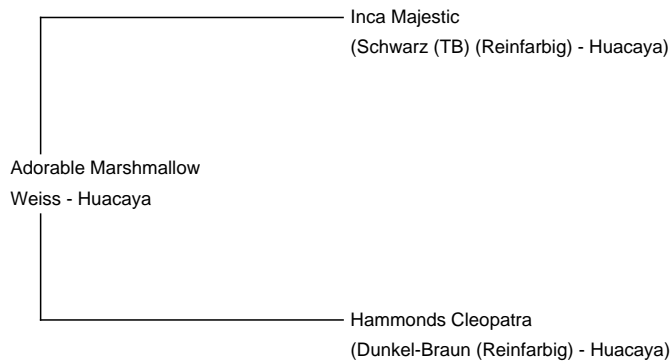 Inca Majestic
(Schwarz (TB) (Reinfarbig) - Huacaya)
Adorable Marshmallow
Weiss - Huacaya
Hammonds Cleopatra
(Dunkel-Braun (Reinfarbig) - Huacaya)